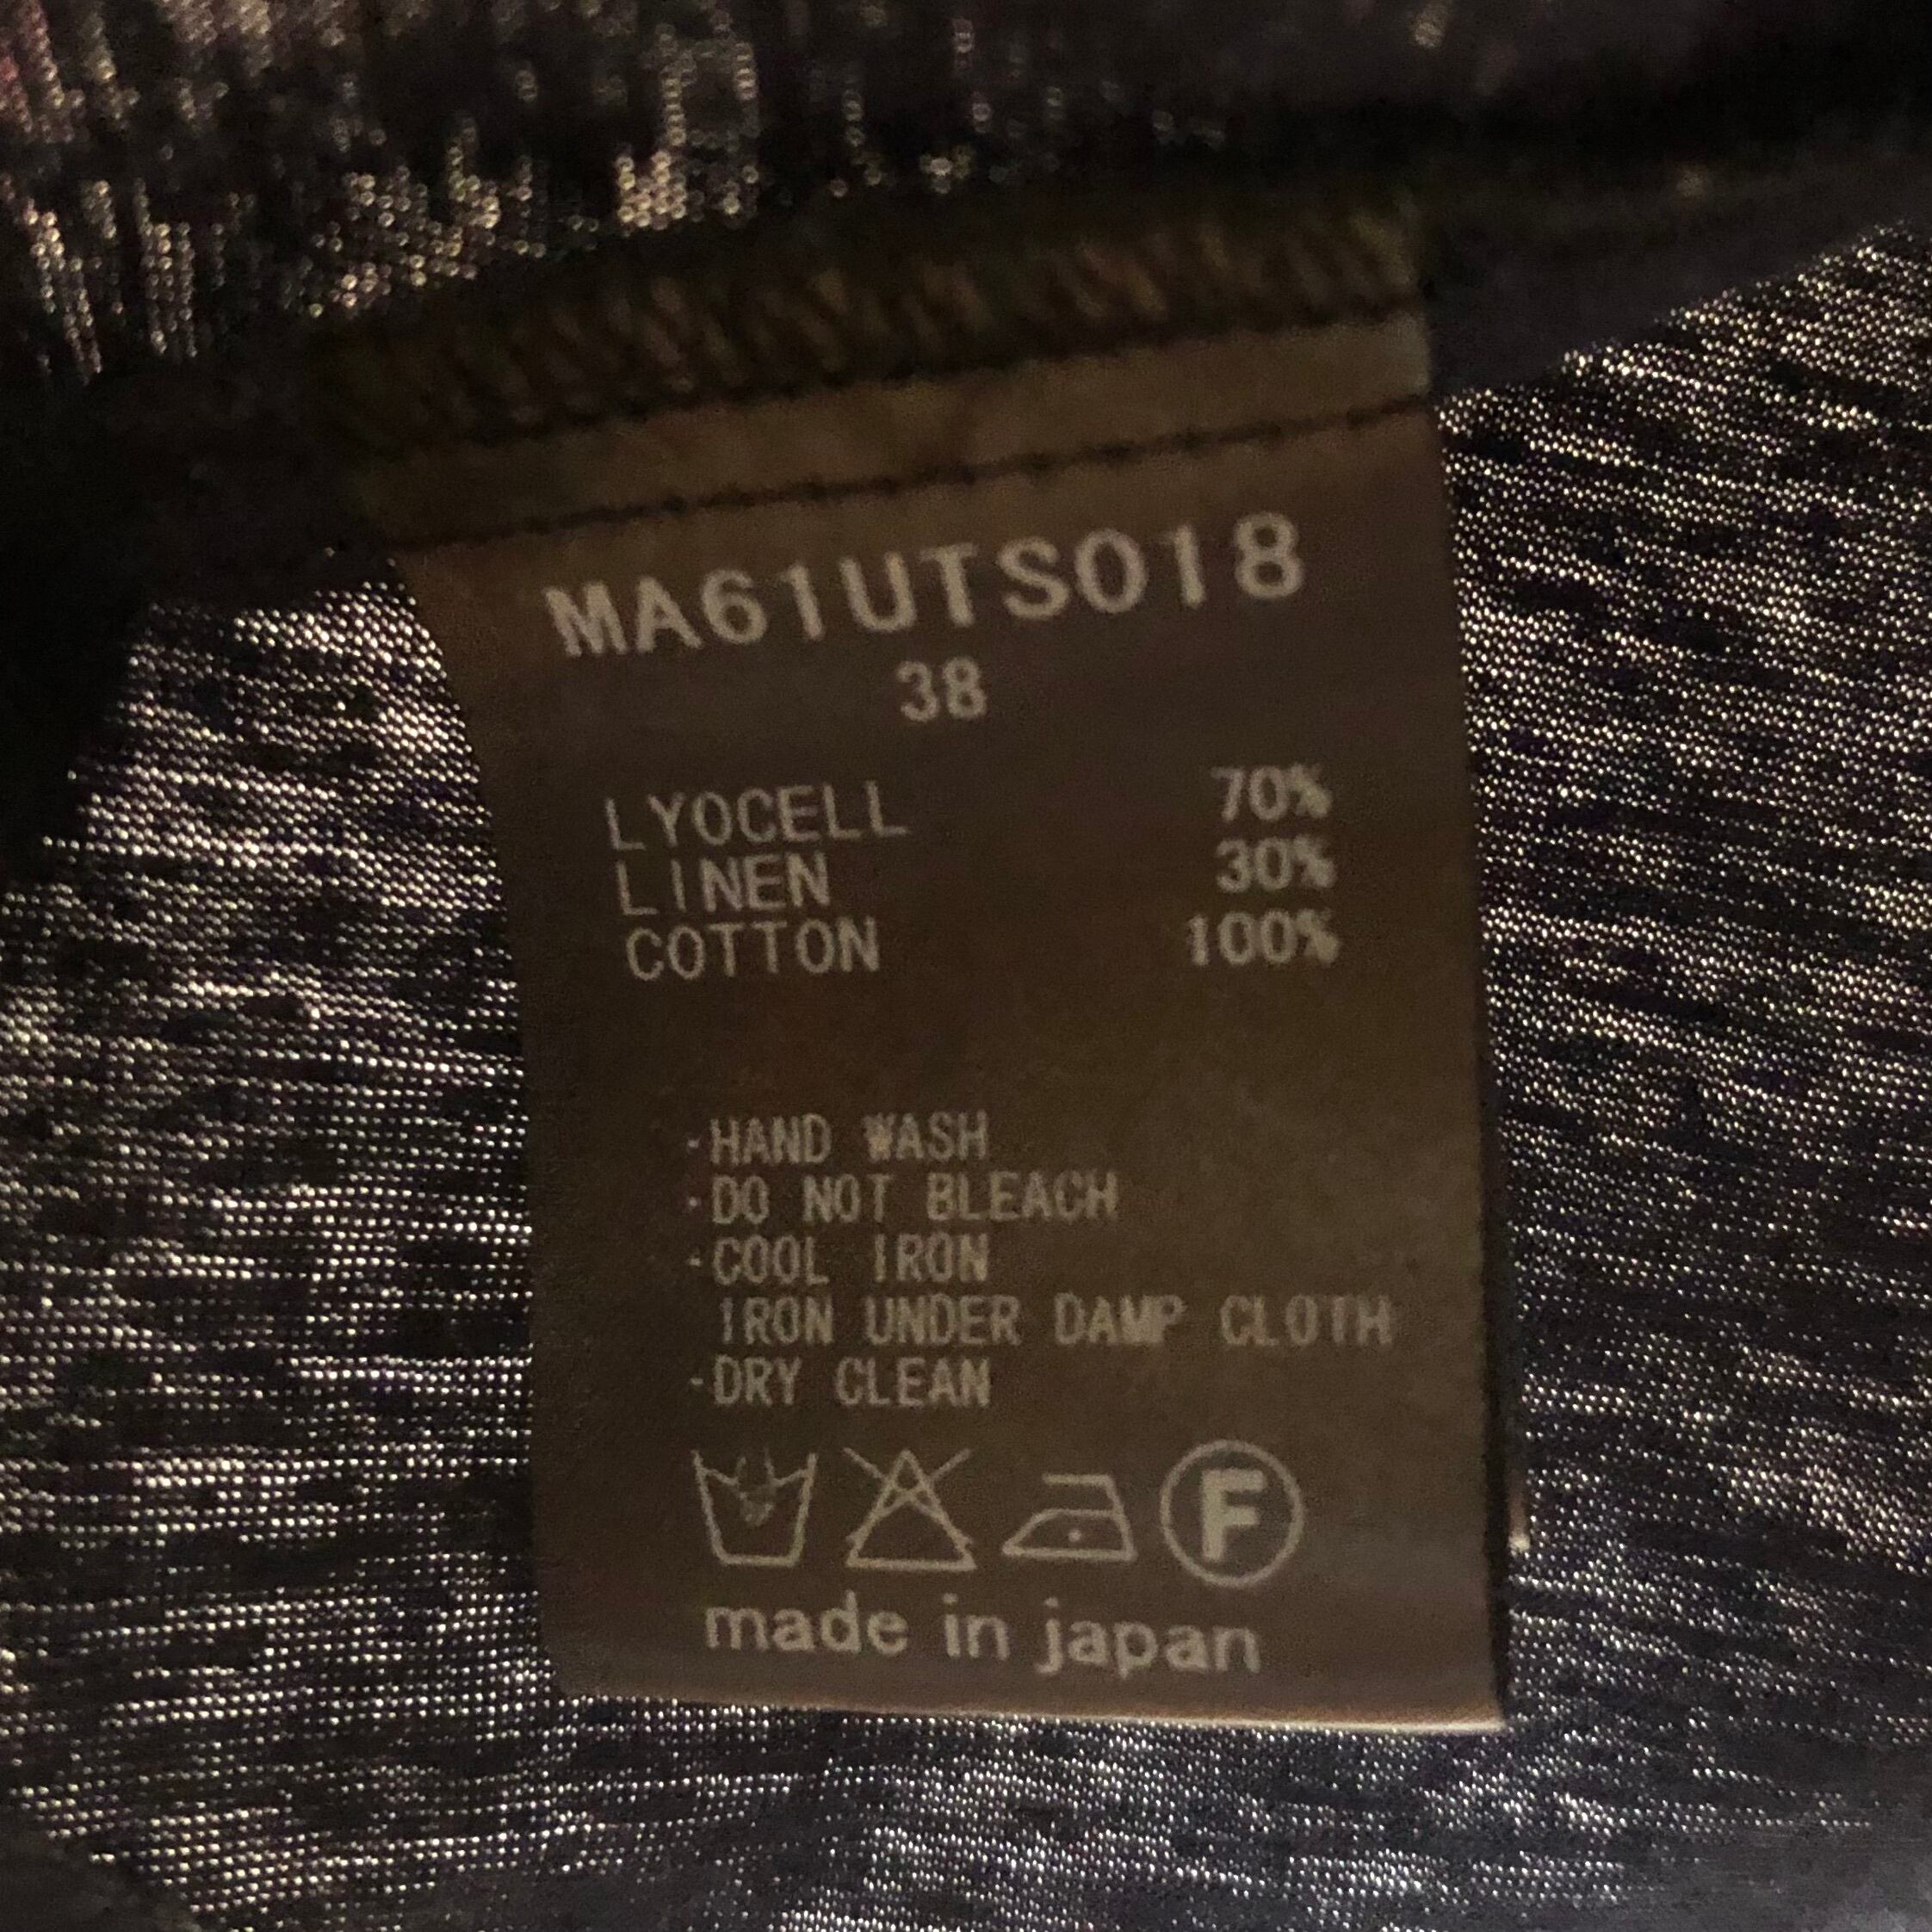 MA61UTS018
38
LYOCELL 70%
LINEN 30%
COTTON 100%
-HAND WASH
-DO NOT BLEACH
-COOL IRON
IRON UNDER DAMP CLOTH
-DRY CLEAN
F
made in japan